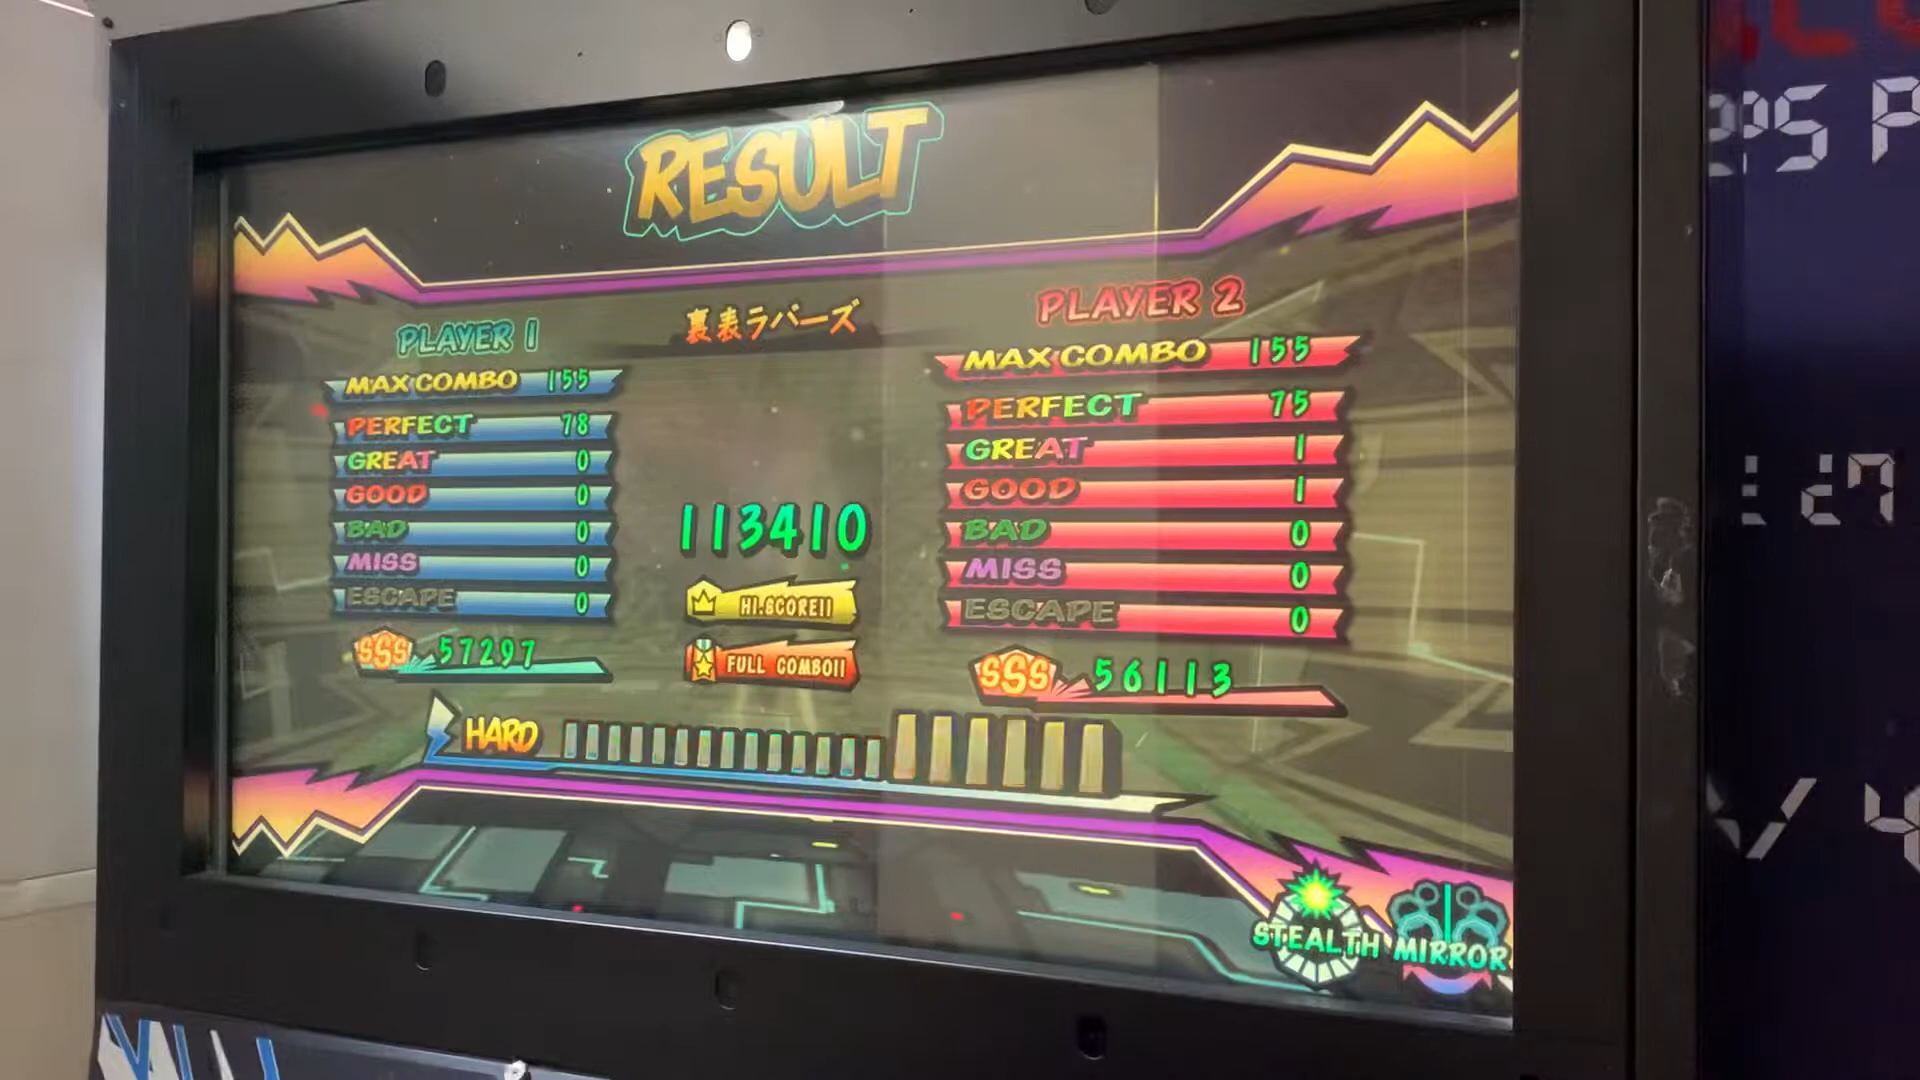 RESULT
PLAYER 1
裏表ラバーズ
PLAYER 2
MAX COMBO 155
PERFECT 78
GREAT 0
GOOD 0
BAD 0
MISS 0
ESCAPE 0
SSS 57297
113410
HI.SCORE!!
FULL COMBO!!
MAX COMBO 155
PERFECT 75
GREAT 1
GOOD 1
BAD 0
MISS 0
ESCAPE 0
SSS 56113
HARD
STEALTH MIRROR